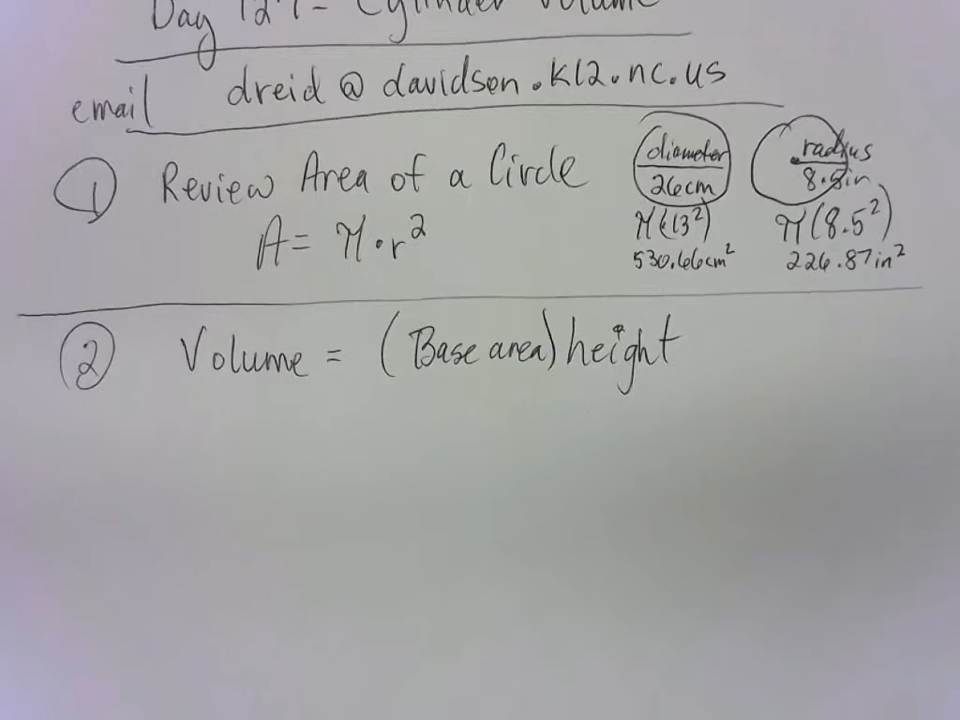 Day 127 - Cylinder Volume
email dreid @ davidson.k12.nc.us
① Review Area of a Circle
A = π·r²
diameter
26cm
π(13²)
530.66cm²
radius
8.5in
π(8.5²)
226.87in²
② Volume = (Base area) height